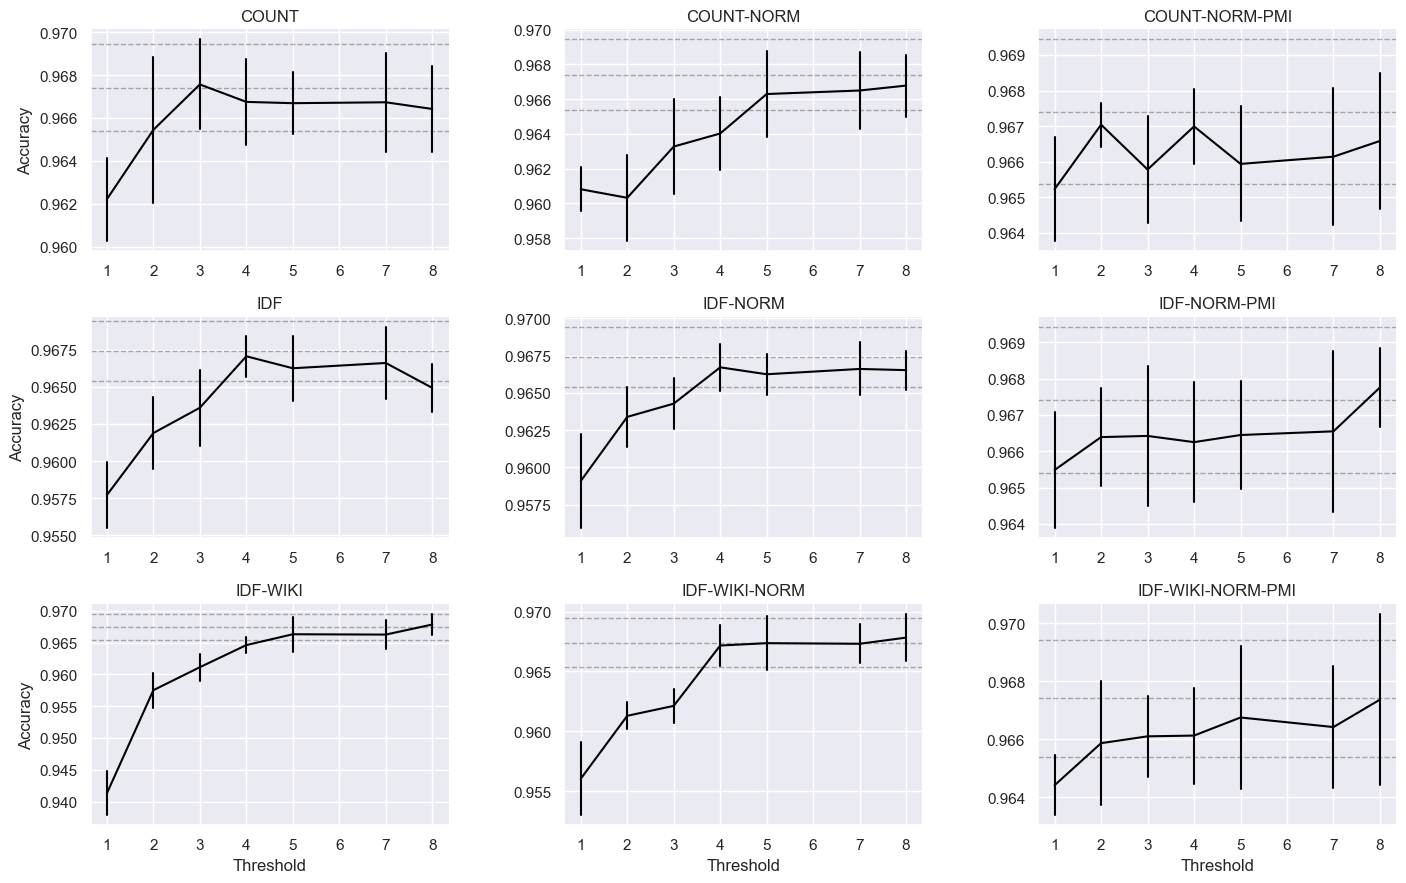 COUNT
COUNT-NORM
COUNT-NORM-PMI
Accuracy
0.970
0.968
0.966
0.964
0.962
0.960
1 2 3 4 5 6 7 8
0.970
0.968
0.966
0.964
0.962
0.960
0.958
1 2 3 4 5 6 7 8
0.969
0.968
0.967
0.966
0.965
0.964
1 2 3 4 5 6 7 8
IDF
IDF-NORM
IDF-NORM-PMI
Accuracy
0.9675
0.9650
0.9625
0.9600
0.9575
0.9550
1 2 3 4 5 6 7 8
0.9700
0.9675
0.9650
0.9625
0.9600
0.9575
1 2 3 4 5 6 7 8
0.969
0.968
0.967
0.966
0.965
0.964
1 2 3 4 5 6 7 8
IDF-WIKI
IDF-WIKI-NORM
IDF-WIKI-NORM-PMI
Accuracy
0.970
0.965
0.960
0.955
0.950
0.945
0.940
1 2 3 4 5 6 7 8
Threshold
0.970
0.965
0.960
0.955
1 2 3 4 5 6 7 8
Threshold
0.970
0.968
0.966
0.964
1 2 3 4 5 6 7 8
Threshold